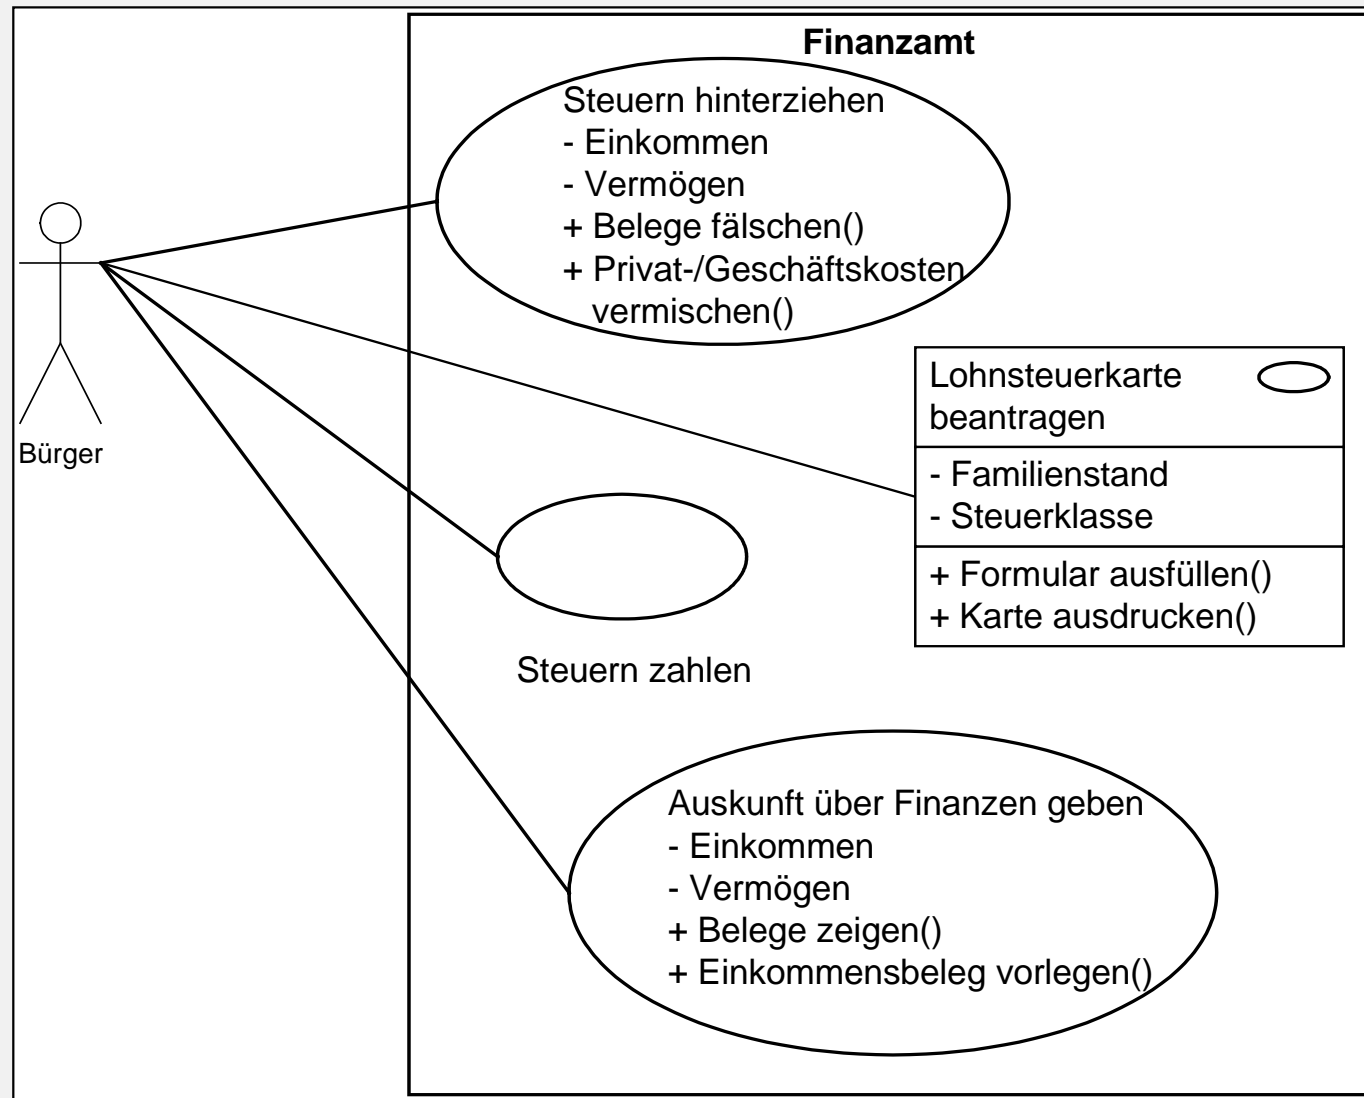 Finanzamt
Steuern hinterziehen
- Einkommen
- Vermögen
+ Belege fälschen()
+ Privat-/Geschäftskosten
vermischen()
Bürger
Lohnsteuerkarte
beantragen
- Familienstand
- Steuerklasse
+ Formular ausfüllen()
+ Karte ausdrucken()
Steuern zahlen
Auskunft über Finanzen geben
- Einkommen
- Vermögen
+ Belege zeigen()
+ Einkommensbeleg vorlegen()